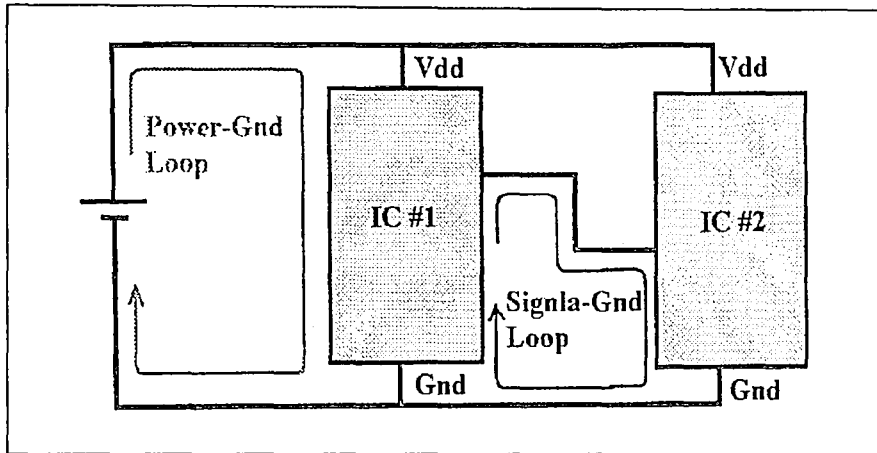 Vdd
Vdd
Power-Gnd
Loop
IC #1
IC #2
Signla-Gnd
Loop
Gnd
Gnd